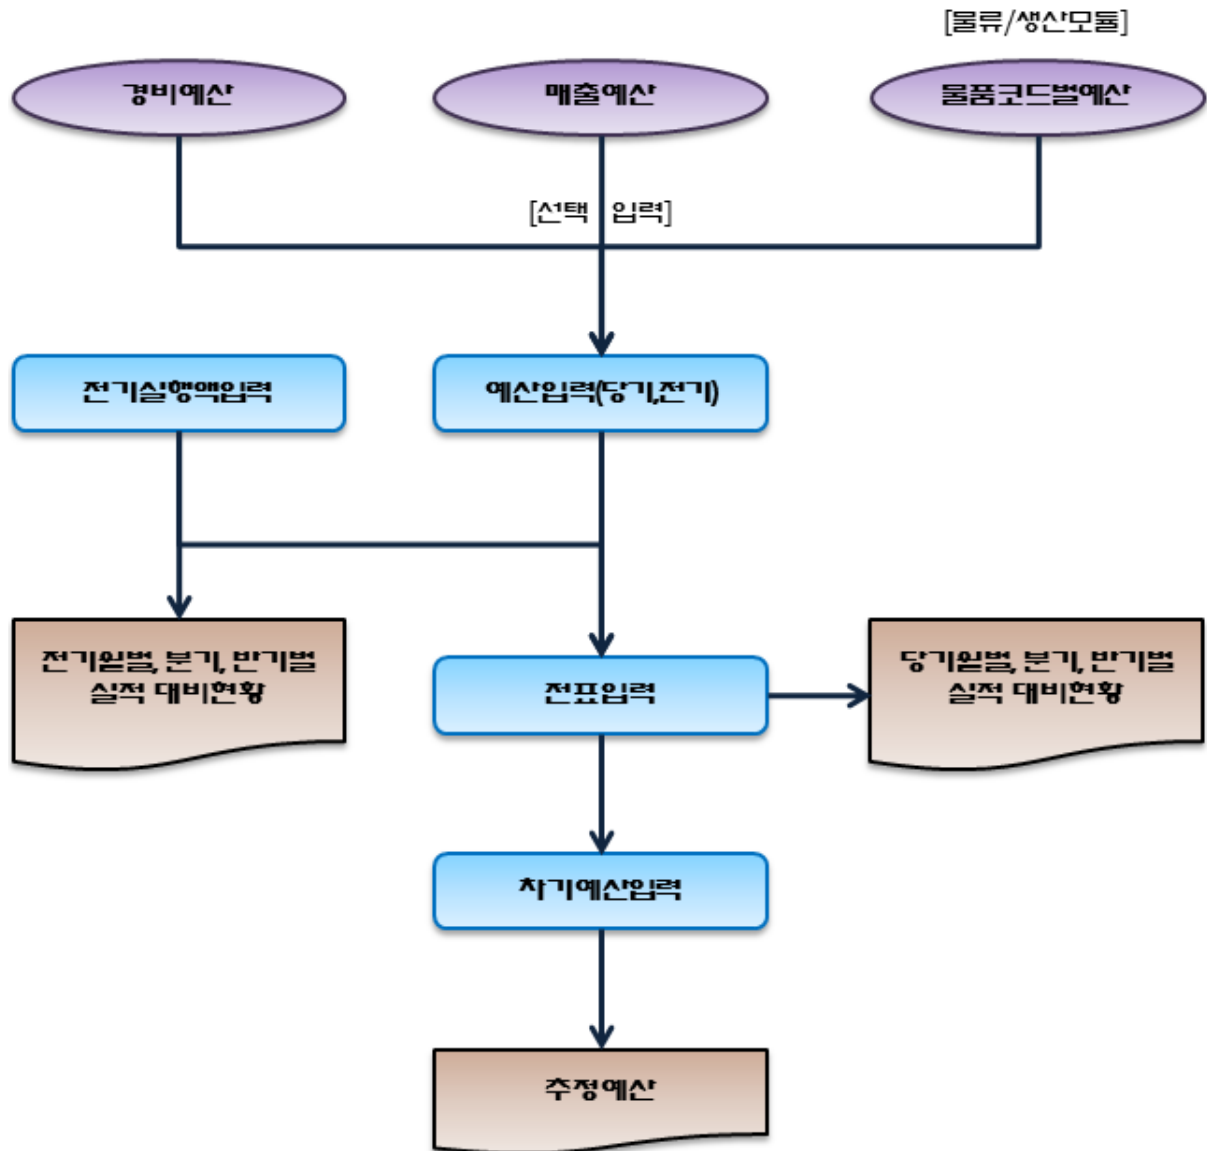 [물류/생산모듈]
경비예산
매출예산
물품코드별예산
[선택 입력]
전기실행액입력
예산입력(당기,전기)
전기월별, 분기, 반기별
실적 대비현황
전표입력
당기월별, 분기, 반기별
실적 대비현황
차기예산입력
추정예산